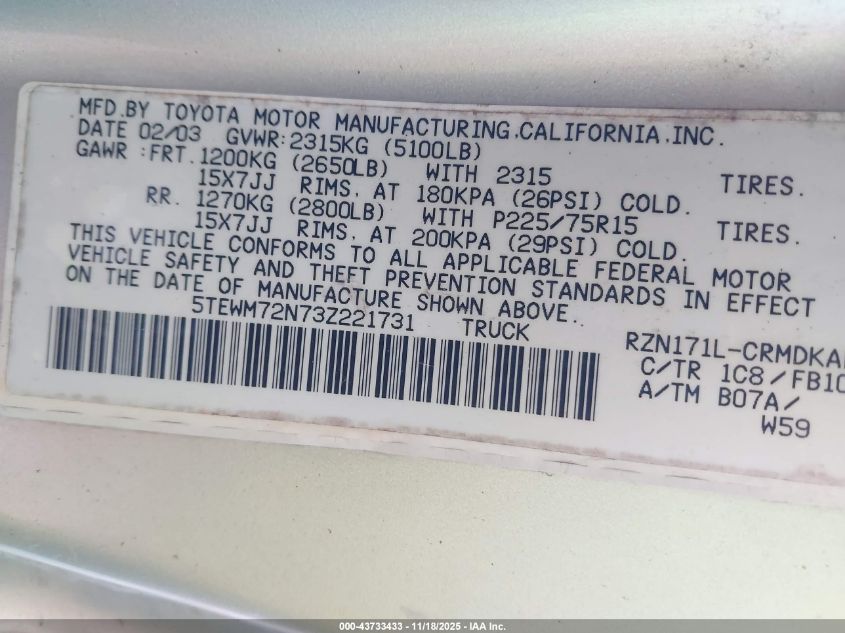 MFD.BY TOYOTA MOTOR MANUFACTURING.CALIFORNIA.INC.
DATE 02/03 GVWR:2315KG (5100LB)
GAWR :FRT.1200KG (2650LB) WITH 2315 TIRES.
15X7JJ RIMS. AT 180KPA (26PSI) COLD.
RR. 1270KG (2800LB) WITH P225/75R15 TIRES.
15X7JJ RIMS. AT 200KPA (29PSI) COLD.
THIS VEHICLE CONFORMS TO ALL APPLICABLE FEDERAL MOTOR
VEHICLE SAFETY AND THEFT PREVENTION STANDARDS IN EFFECT
ON THE DATE OF MANUFACTURE SHOWN ABOVE.
5TEWM72N73Z221731 TRUCK
RZN171L-CRMDKA
C/TR 1C8/FB10
A/TM B07A/
W59
000-43733433 - 11/18/2025 - IAA Inc.